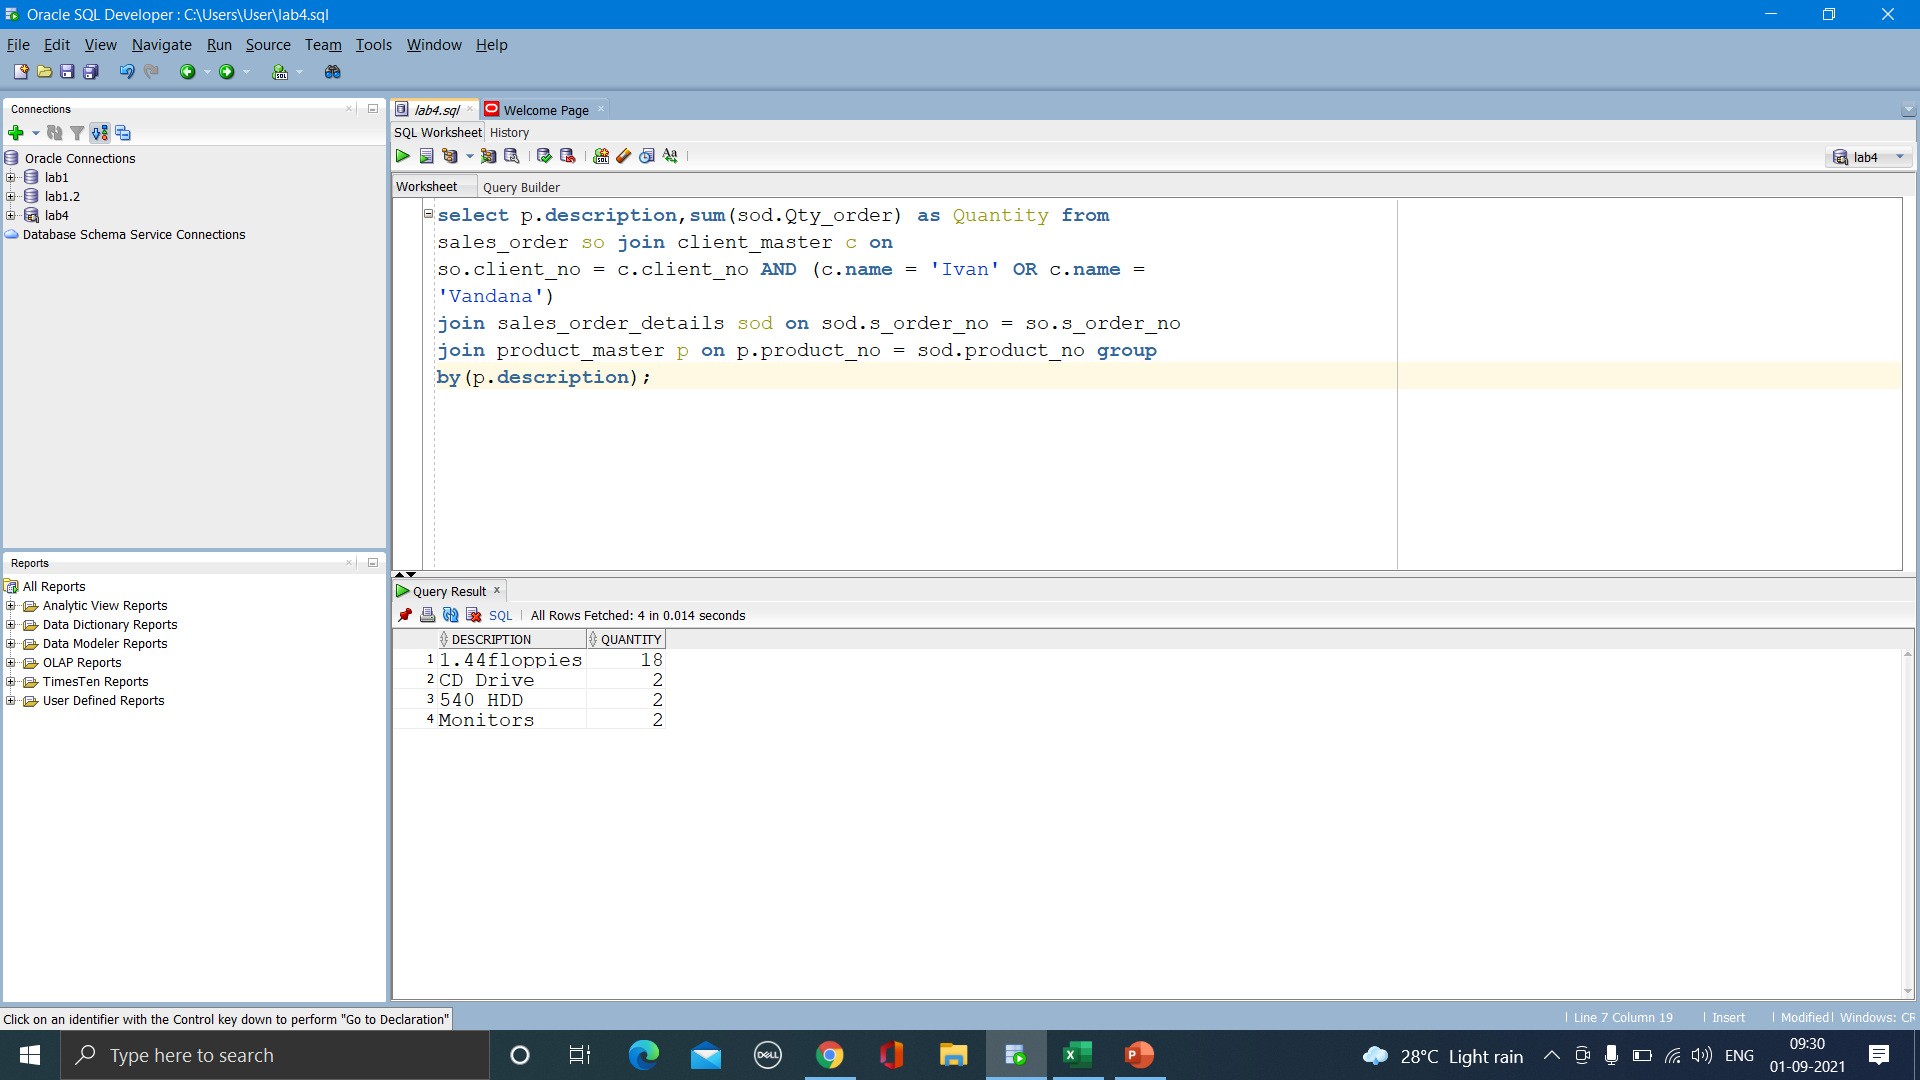 Oracle SQL Developer : C:\Users\User\lab4.sql
File Edit View Navigate Run Source Team Tools Window Help
Connections
Oracle Connections
lab1
lab1.2
lab4
Database Schema Service Connections
Reports
All Reports
Analytic View Reports
Data Dictionary Reports
Data Modeler Reports
OLAP Reports
TimesTen Reports
User Defined Reports
lab4.sql Welcome Page
SQL Worksheet History
lab4
Worksheet Query Builder
select p.description,sum(sod.Qty_order) as Quantity from
sales_order so join client_master c on
so.client_no = c.client_no AND (c.name = 'Ivan' OR c.name =
'Vandana')
join sales_order_details sod on sod.s_order_no = so.s_order_no
join product_master p on p.product_no = sod.product_no group
by(p.description);
Query Result
SQL All Rows Fetched: 4 in 0.014 seconds
DESCRIPTION QUANTITY
1 1.44floppies 18
2 CD Drive 2
3 540 HDD 2
4 Monitors 2
Click on an identifier with the Control key down to perform "Go to Declaration"
Line 7 Column 19 Insert Modified Windows: CR
Type here to search
DELL
28°C Light rain
ENG
09:30
01-09-2021